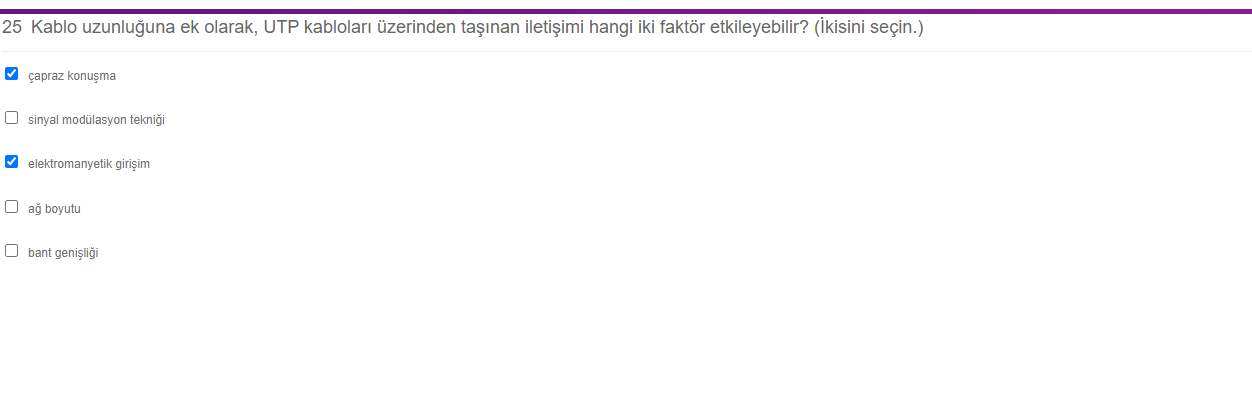 25 Kablo uzunluğuna ek olarak, UTP kabloları üzerinden taşınan iletişimi hangi iki faktör etkileyebilir? (İkisini seçin.)
çapraz konuşma
sinyal modülasyon tekniği
elektromanyetik girişim
ağ boyutu
bant genişliği